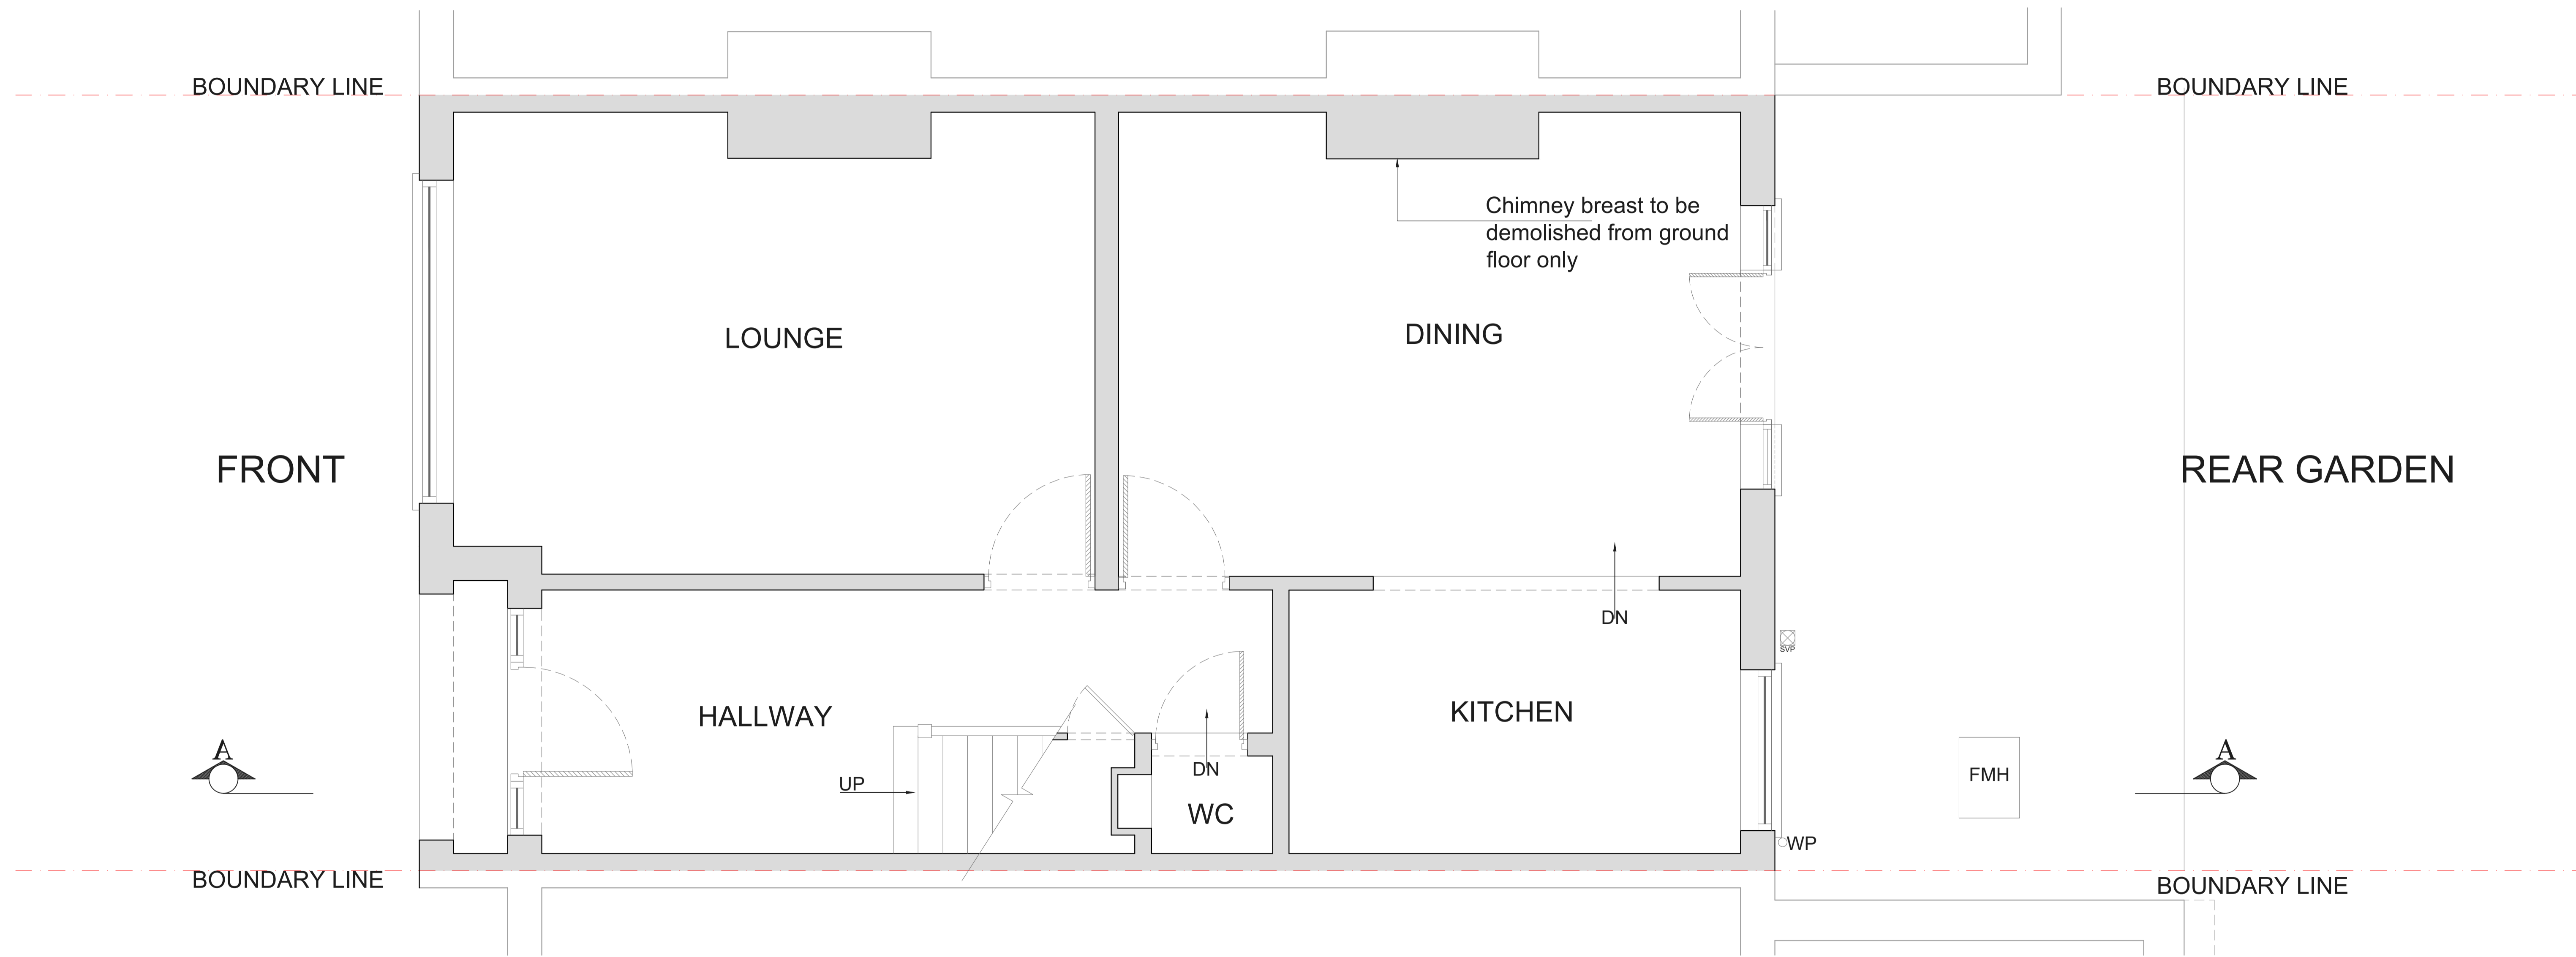 BOUNDARY LINE
BOUNDARY LINE
Chimney breast to be
demolished from ground
floor only
LOUNGE
DINING
FRONT
REAR GARDEN
DN
SVP
HALLWAY
KITCHEN
A
A
DN
FMH
UP
WC
WP
BOUNDARY LINE
BOUNDARY LINE